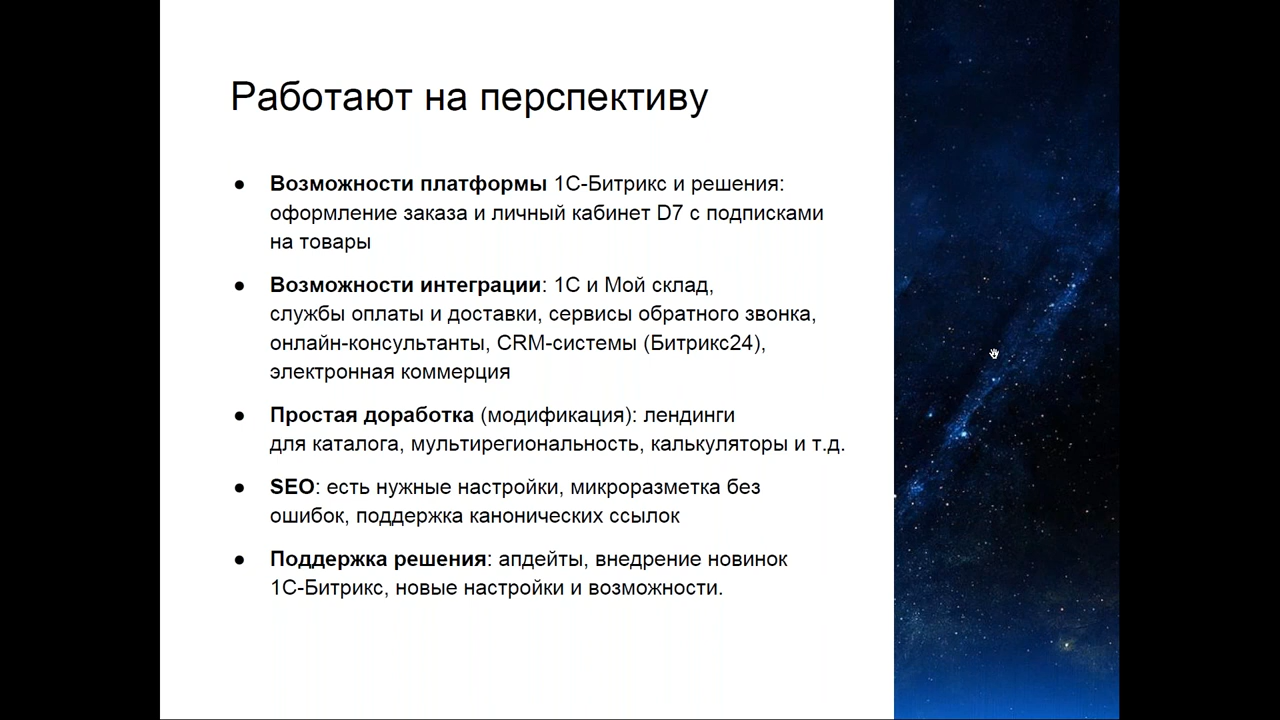 Работают на перспективу
● Возможности платформы 1С-Битрикс и решения:
оформление заказа и личный кабинет D7 с подписками
на товары
● Возможности интеграции: 1С и Мой склад,
службы оплаты и доставки, сервисы обратного звонка,
онлайн-консультанты, CRM-системы (Битрикс24),
электронная коммерция
● Простая доработка (модификация): лендинги
для каталога, мультирегиональность, калькуляторы и т.д.
● SEO: есть нужные настройки, микроразметка без
ошибок, поддержка канонических ссылок
● Поддержка решения: апдейты, внедрение новинок
1С-Битрикс, новые настройки и возможности.